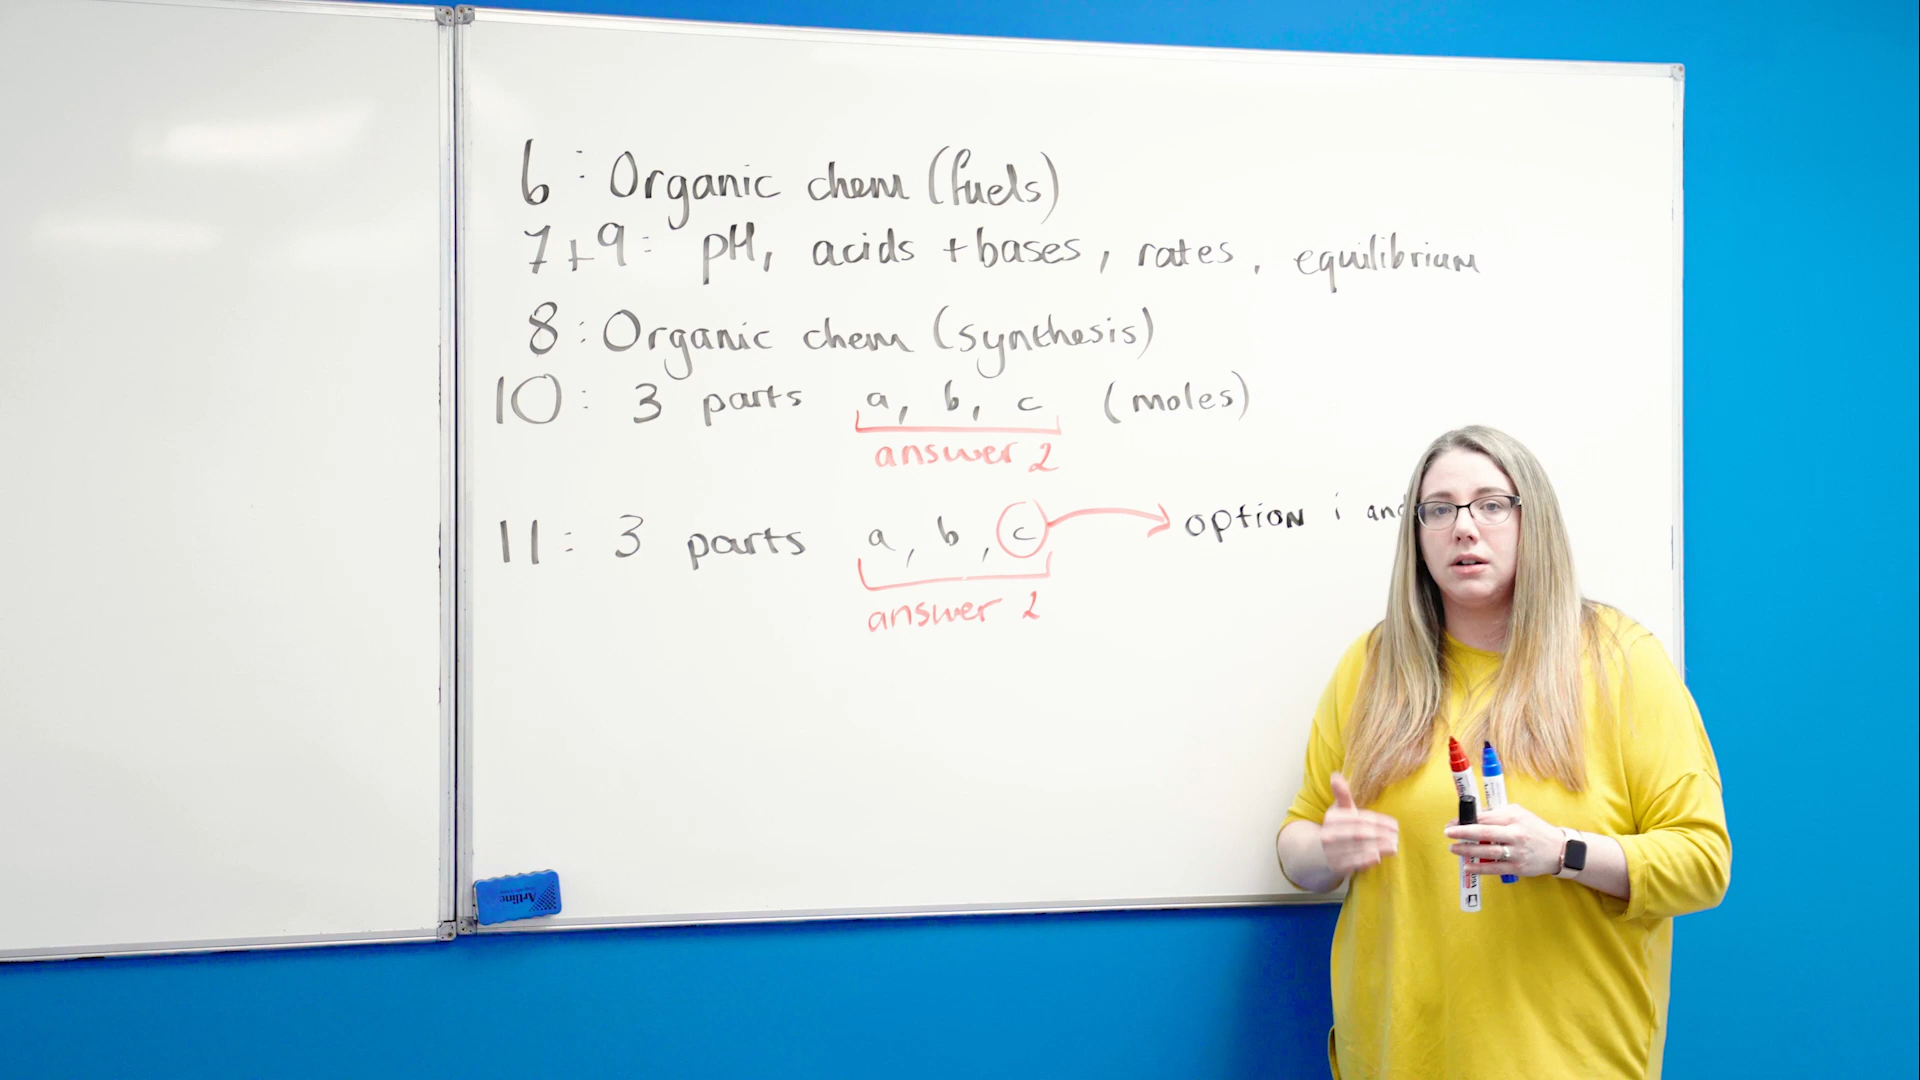 6: Organic chem (fuels)
7+9: pH, acids + bases, rates, equilibrium
8: Organic chem (synthesis)
10: 3 parts a, b, c (moles)
answer 2
11: 3 parts a, b, c option i and
answer 2
Artline